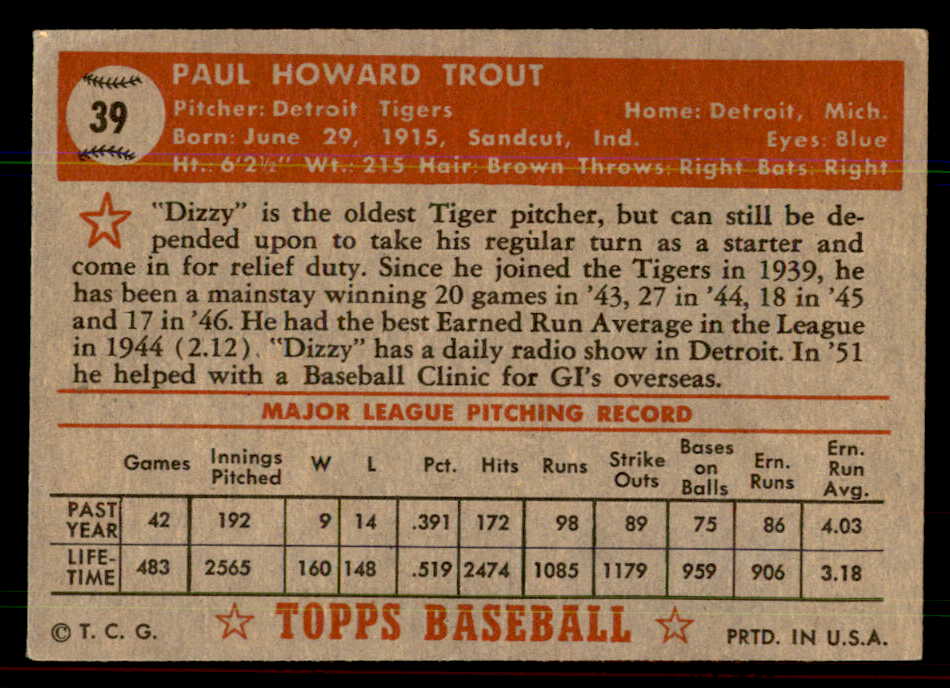 39
PAUL HOWARD TROUT
Pitcher: Detroit Tigers Home: Detroit, Mich.
Born: June 29, 1915, Sandcut, Ind. Eyes: Blue
Ht.: 6'2½" Wt.: 215 Hair: Brown Throws: Right Bats: Right
"Dizzy" is the oldest Tiger pitcher, but can still be de-
pended upon to take his regular turn as a starter and
come in for relief duty. Since he joined the Tigers in 1939, he
has been a mainstay winning 20 games in '43, 27 in '44, 18 in '45
and 17 in '46. He had the best Earned Run Average in the League
in 1944 (2.12). "Dizzy" has a daily radio show in Detroit. In '51
he helped with a Baseball Clinic for GI's overseas.
MAJOR LEAGUE PITCHING RECORD
Games Innings Pitched W L Pct. Hits Runs Strike Outs Bases on Balls Ern. Runs Ern. Run Avg.
PAST YEAR 42 192 9 14 .391 172 98 89 75 86 4.03
LIFE-TIME 483 2565 160 148 .519 2474 1085 1179 959 906 3.18
© T. C. G. TOPPS BASEBALL PRTD. IN U.S.A.